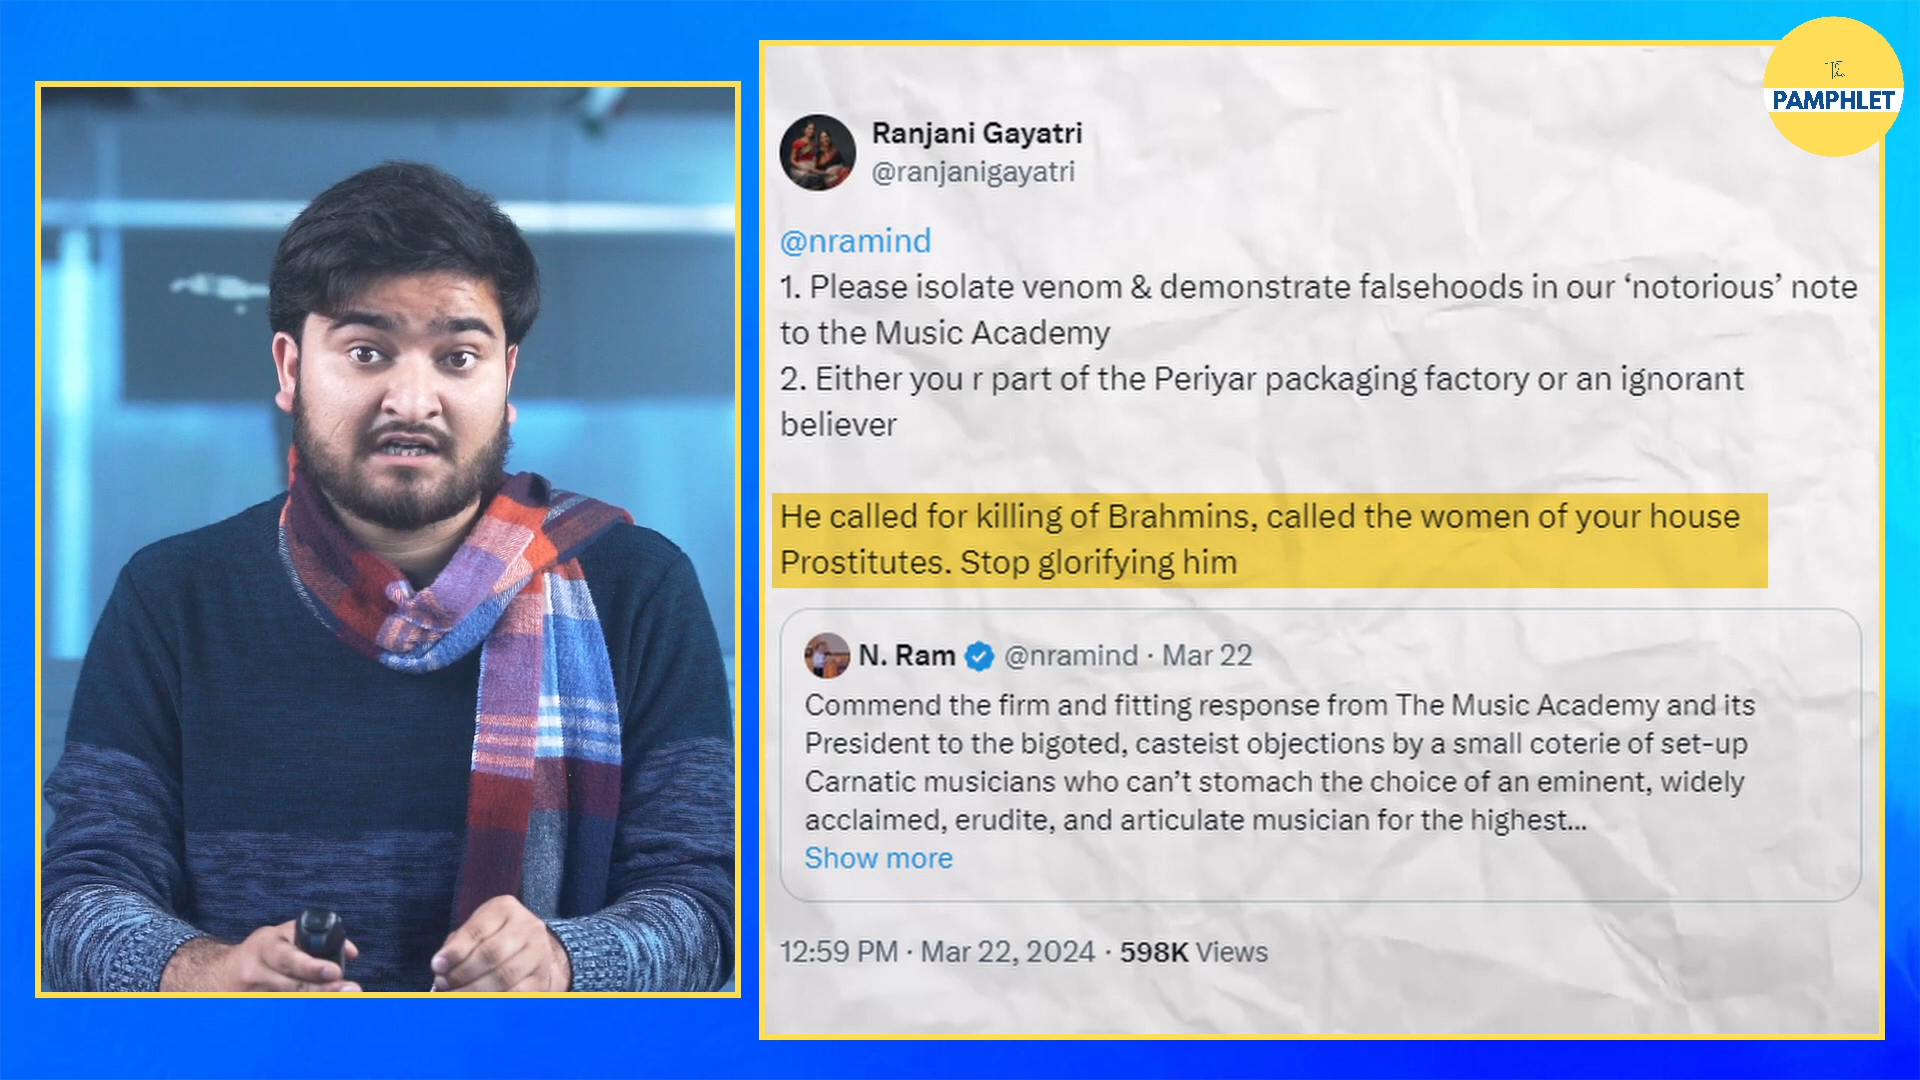 PAMPHLET
Ranjani Gayatri
@ranjanigayatri
@nramind
1. Please isolate venom & demonstrate falsehoods in our ‘notorious’ note
to the Music Academy
2. Either you r part of the Periyar packaging factory or an ignorant
believer
He called for killing of Brahmins, called the women of your house
Prostitutes. Stop glorifying him
N. Ram @nramind · Mar 22
Commend the firm and fitting response from The Music Academy and its
President to the bigoted, casteist objections by a small coterie of set-up
Carnatic musicians who can’t stomach the choice of an eminent, widely
acclaimed, erudite, and articulate musician for the highest...
Show more
12:59 PM · Mar 22, 2024 · 598K Views